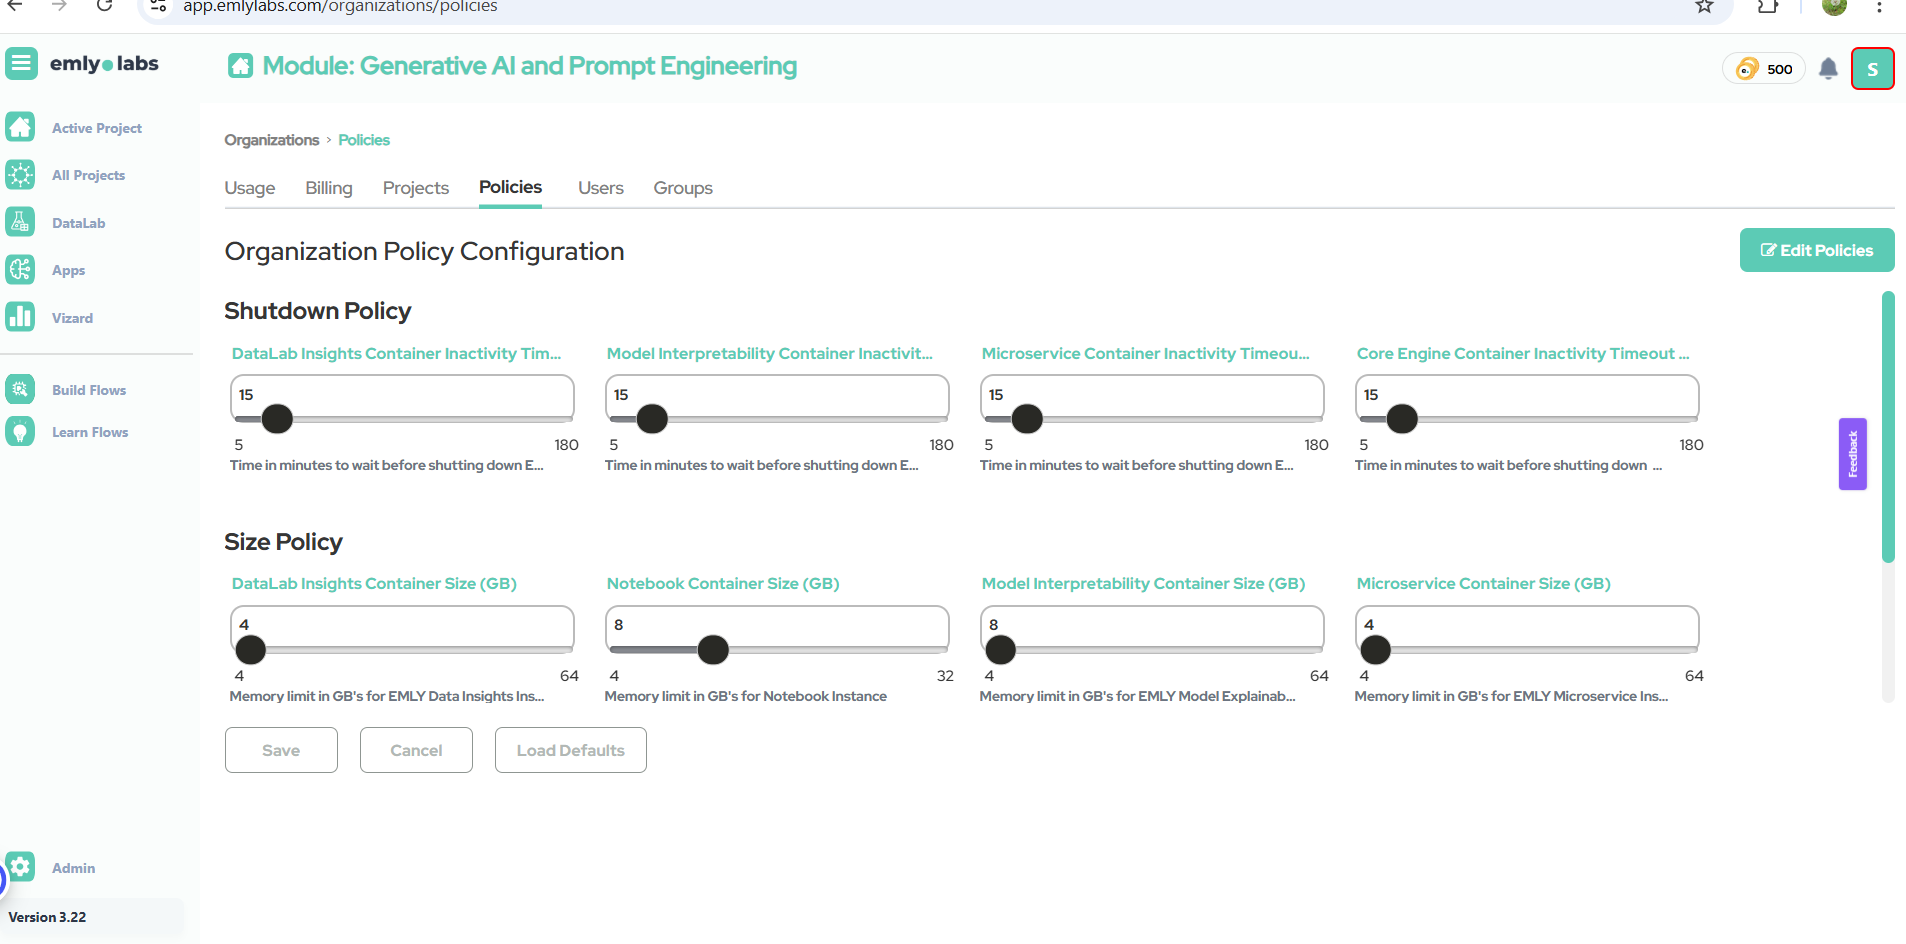 app.emlylabs.com/organizations/policies
emly labs
Module: Generative AI and Prompt Engineering
500
S
Active Project
All Projects
DataLab
Apps
Vizard
Build Flows
Learn Flows
Admin
Version 3.22
Organizations › Policies
Usage Billing Projects Policies Users Groups
Organization Policy Configuration
Edit Policies
Shutdown Policy
DataLab Insights Container Inactivity Tim... Model Interpretability Container Inactivit... Microservice Container Inactivity Timeou... Core Engine Container Inactivity Timeout ...
15 15 15 15
5 180 5 180 5 180 5 180
Time in minutes to wait before shutting down E... Time in minutes to wait before shutting down E... Time in minutes to wait before shutting down E... Time in minutes to wait before shutting down ...
Feedback
Size Policy
DataLab Insights Container Size (GB) Notebook Container Size (GB) Model Interpretability Container Size (GB) Microservice Container Size (GB)
4 8 8 4
4 64 4 32 4 64 4 64
Memory limit in GB's for EMLY Data Insights Ins... Memory limit in GB's for Notebook Instance Memory limit in GB's for EMLY Model Explainab... Memory limit in GB's for EMLY Microservice Ins...
Save Cancel Load Defaults